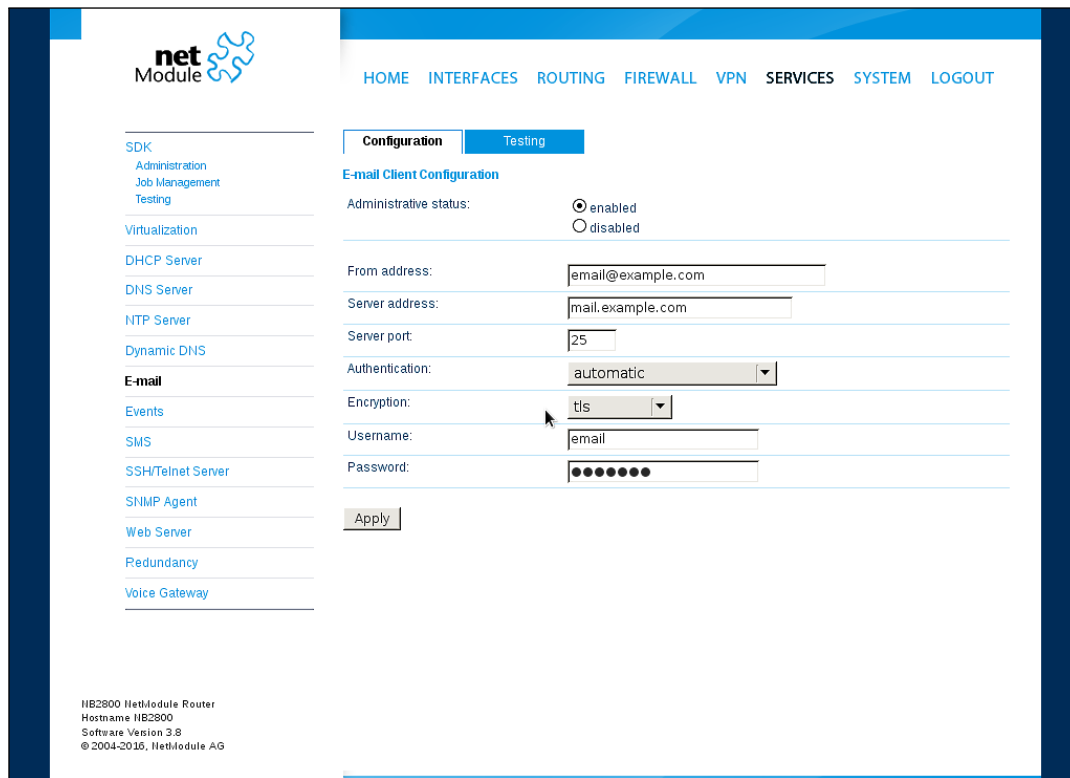 net
Module
HOME INTERFACES ROUTING FIREWALL VPN SERVICES SYSTEM LOGOUT
SDK
Administration
Job Management
Testing
Virtualization
DHCP Server
DNS Server
NTP Server
Dynamic DNS
E-mail
Events
SMS
SSH/Telnet Server
SNMP Agent
Web Server
Redundancy
Voice Gateway
Configuration Testing
E-mail Client Configuration
Administrative status: enabled
disabled
From address: email@example.com
Server address: mail.example.com
Server port: 25
Authentication: automatic
Encryption: tls
Username: email
Password: ●●●●●●●
Apply
NB2800 NetModule Router
Hostname NB2800
Software Version 3.8
© 2004-2016, NetModule AG